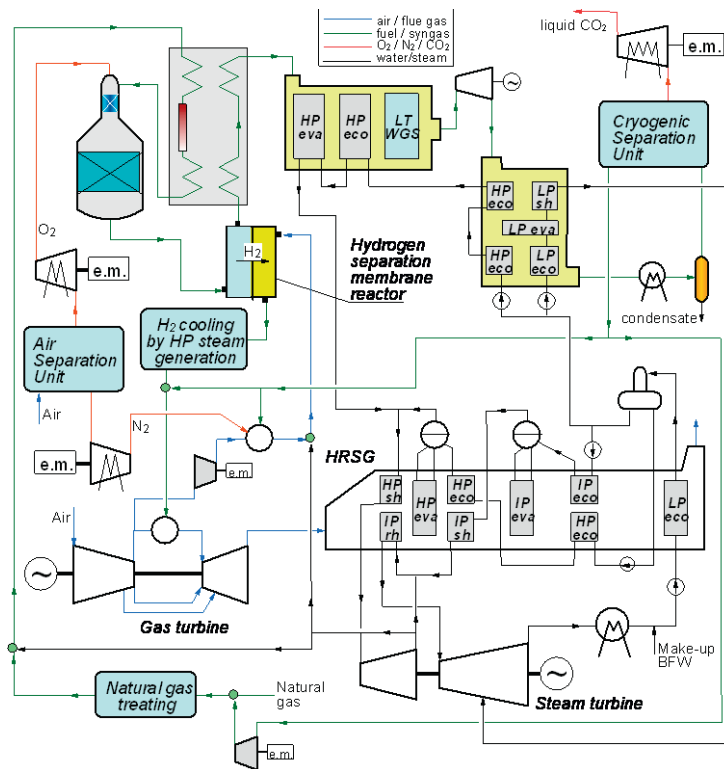 air / flue gas
fuel / syngas
O₂ / N₂ / CO₂
water/steam
liquid CO₂
e.m.
HP
eva
HP
eco
LT
WGS
~
Cryogenic
Separation
Unit
HP
eco
LP
sh
LP eva
HP
eco
LP
eco
O₂
e.m.
H₂
Hydrogen
separation
membrane
reactor
condensate
H₂ cooling
by HP steam
generation
Air
Separation
Unit
Air
N₂
e.m.
e.m.
HRSG
HP
sh
HP
eva
HP
eco
IP
rh
IP
sh
IP
eva
IP
eco
HP
eco
LP
eco
Air
~
Gas turbine
Make-up
BFW
~
Steam turbine
Natural gas
treating
Natural
gas
e.m.